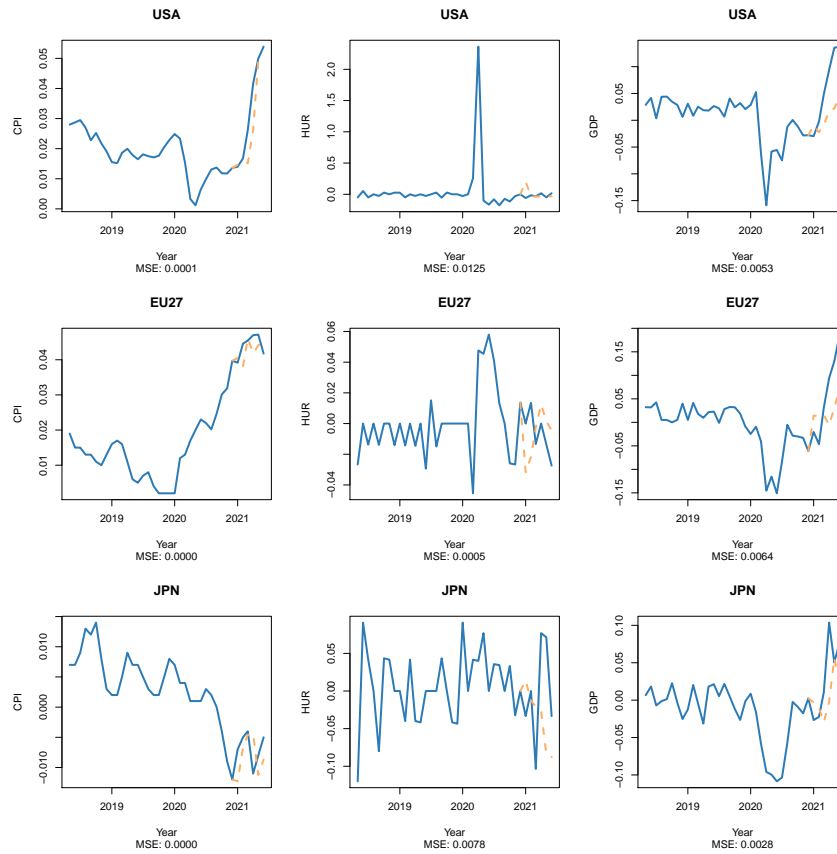 USA USA USA
CPI
0.00 0.01 0.02 0.03 0.04 0.05
2019 2020 2021
Year
MSE: 0.0001
HUR
0.0 1.0 2.0
2019 2020 2021
Year
MSE: 0.0125
GDP
−0.15 −0.05 0.05
2019 2020 2021
Year
MSE: 0.0053
EU27 EU27 EU27
CPI
0.01 0.02 0.03 0.04
2019 2020 2021
Year
MSE: 0.0000
HUR
−0.04 0.00 0.02 0.04 0.06
2019 2020 2021
Year
MSE: 0.0005
GDP
−0.15 −0.05 0.05 0.15
2019 2020 2021
Year
MSE: 0.0064
JPN JPN JPN
CPI
−0.010 0.000 0.010
2019 2020 2021
Year
MSE: 0.0000
HUR
−0.10 0.00 0.05
2019 2020 2021
Year
MSE: 0.0078
GDP
−0.10 −0.05 0.00 0.05 0.10
2019 2020 2021
Year
MSE: 0.0028